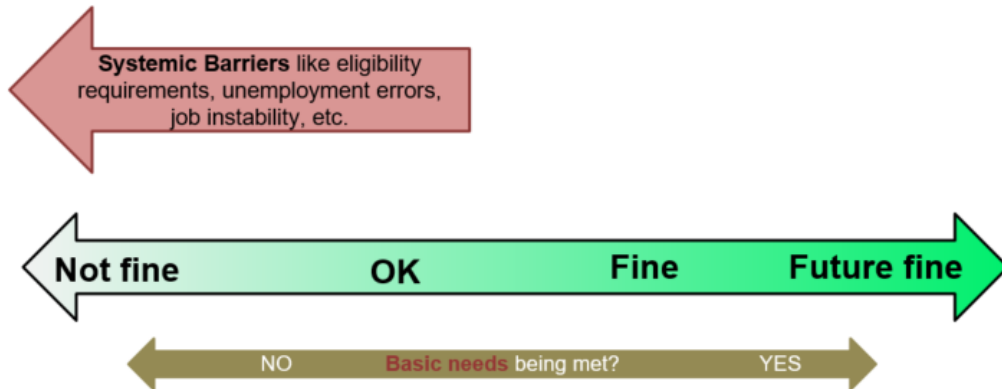 Systemic Barriers like eligibility
requirements, unemployment errors,
job instability, etc.
Not fine OK Fine Future fine
NO Basic needs being met? YES